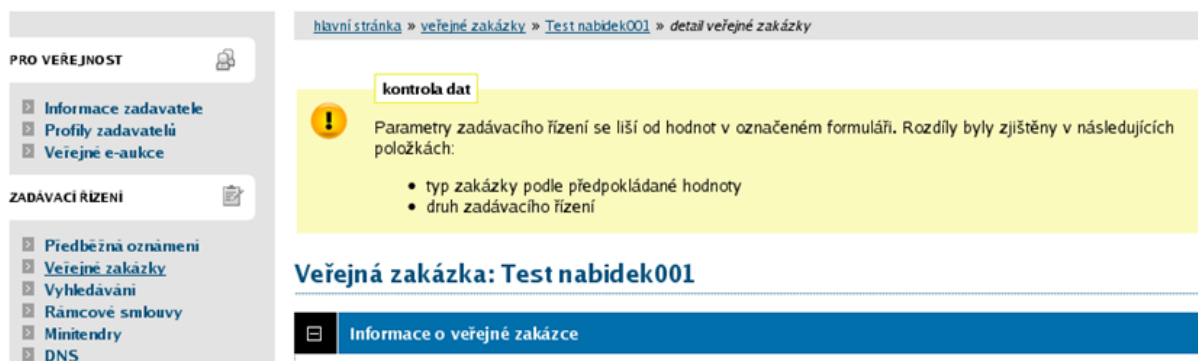 hlavní stránka » veřejné zakázky » Test nabidek001 » detail veřejné zakázky
PRO VEŘEJNOST
Informace zadavatele
Profily zadavatelů
Veřejné e-aukce
ZADÁVACÍ ŘÍZENÍ
Předběžná oznámení
Veřejné zakázky
Vyhledávání
Rámcové smlouvy
Minitendry
DNS
kontrola dat
Parametry zadávacího řízení se liší od hodnot v označeném formuláři. Rozdíly byly zjištěny v následujících
položkách:
• typ zakázky podle předpokládané hodnoty
• druh zadávacího řízení
Veřejná zakázka: Test nabidek001
Informace o veřejné zakázce